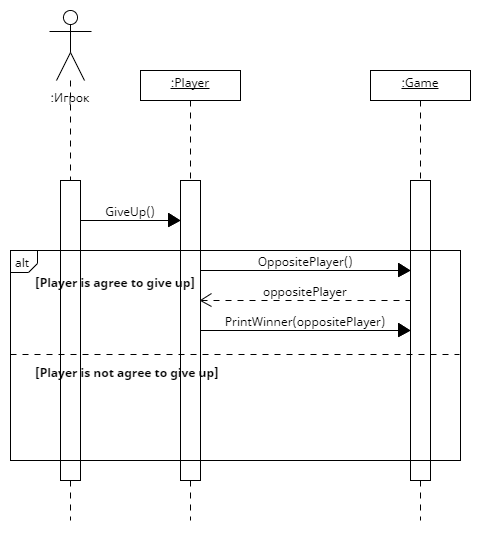 :Игрок
:Player
:Game
GiveUp()
alt
OppositePlayer()
[Player is agree to give up]
oppositePlayer
PrintWinner(oppositePlayer)
[Player is not agree to give up]